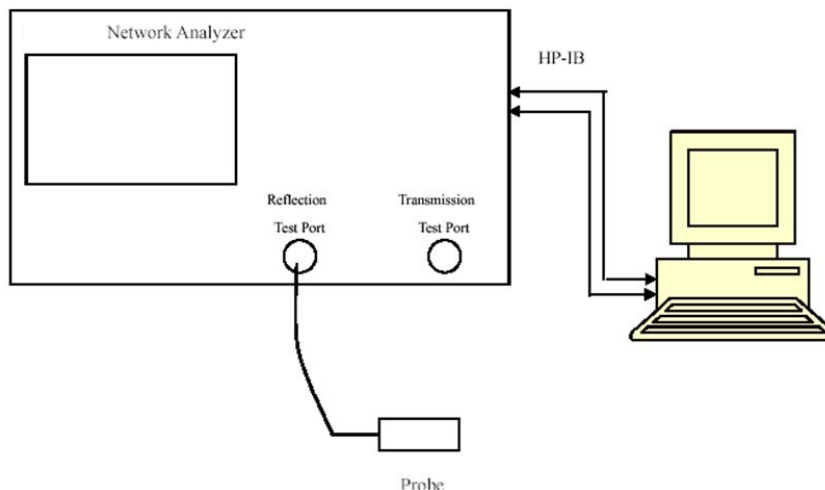 Network Analyzer
HP-IB
Reflection
Test Port
Transmission
Test Port
Probe